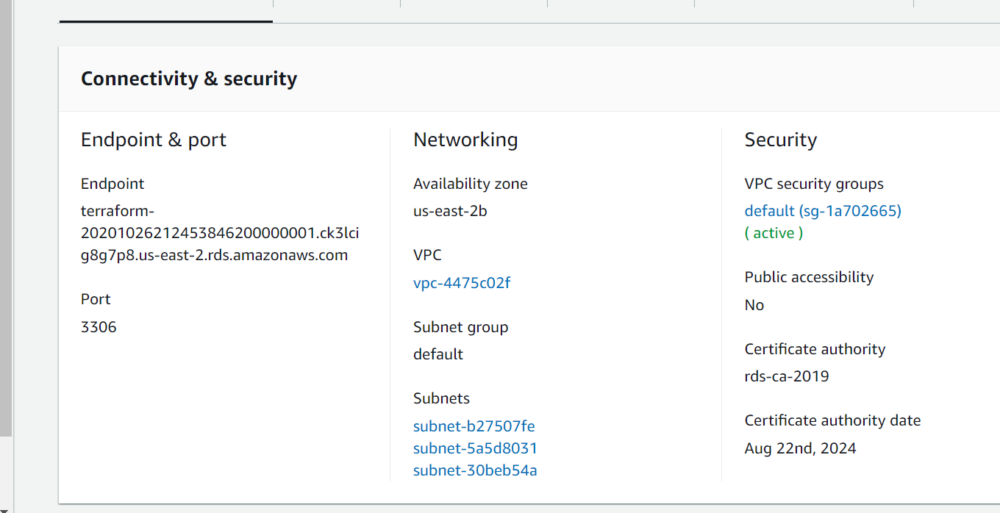 Connectivity & security
Endpoint & port
Endpoint
terraform-
20201026212453846200000001.ck3lci
g8g7p8.us-east-2.rds.amazonaws.com
Port
3306
Networking
Availability zone
us-east-2b
VPC
vpc-4475c02f
Subnet group
default
Subnets
subnet-b27507fe
subnet-5a5d8031
subnet-30beb54a
Security
VPC security groups
default (sg-1a702665)
( active )
Public accessibility
No
Certificate authority
rds-ca-2019
Certificate authority date
Aug 22nd, 2024